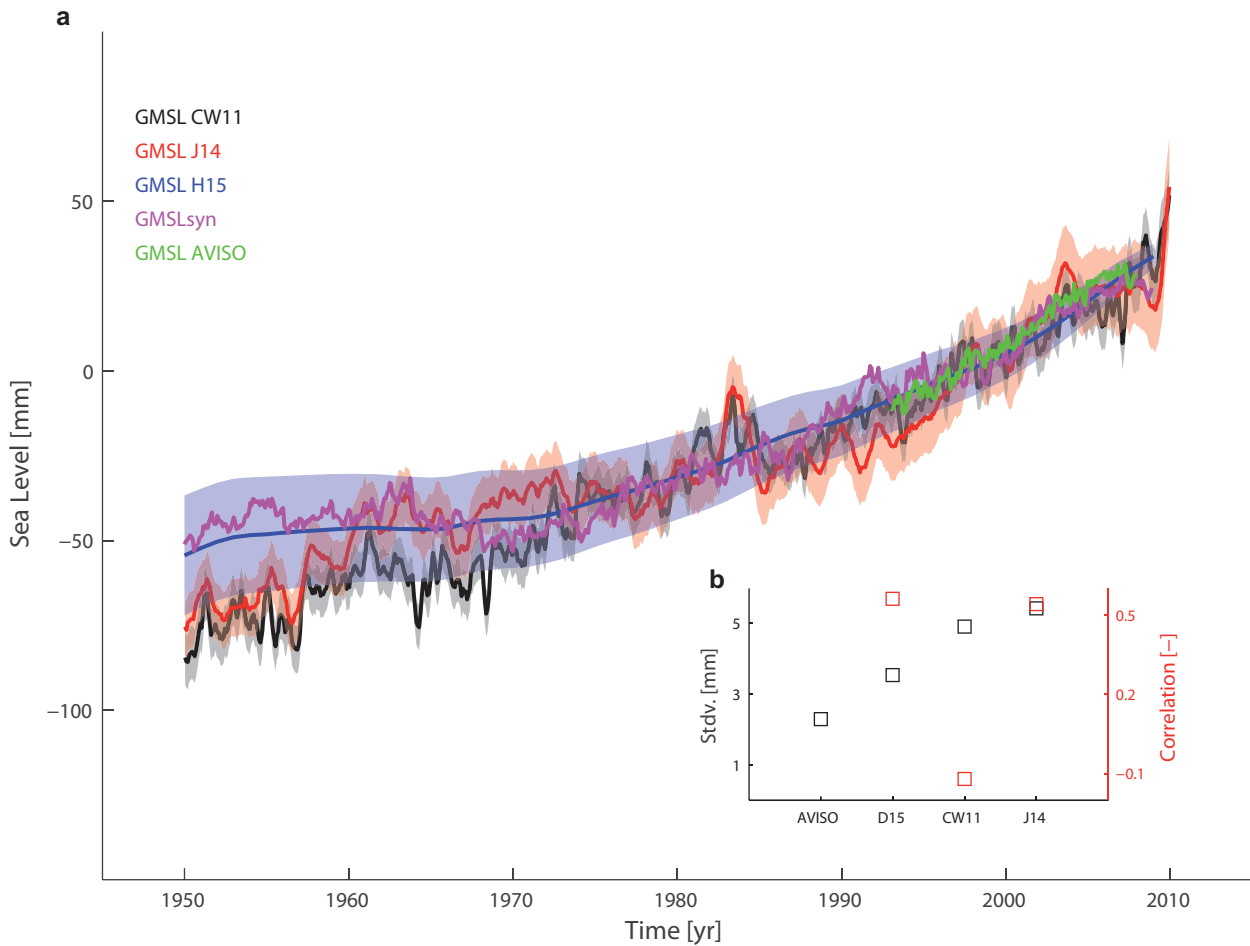 a
GMSL CW11
GMSL J14
GMSL H15
GMSLsyn
GMSL AVISO
Sea Level [mm]
50
0
−50
−100
1950
1960
1970
1980
1990
2000
2010
Time [yr]
b
Stdv. [mm]
5
3
1
AVISO
D15
CW11
J14
0.5
0.2
−0.1
Correlation [−]